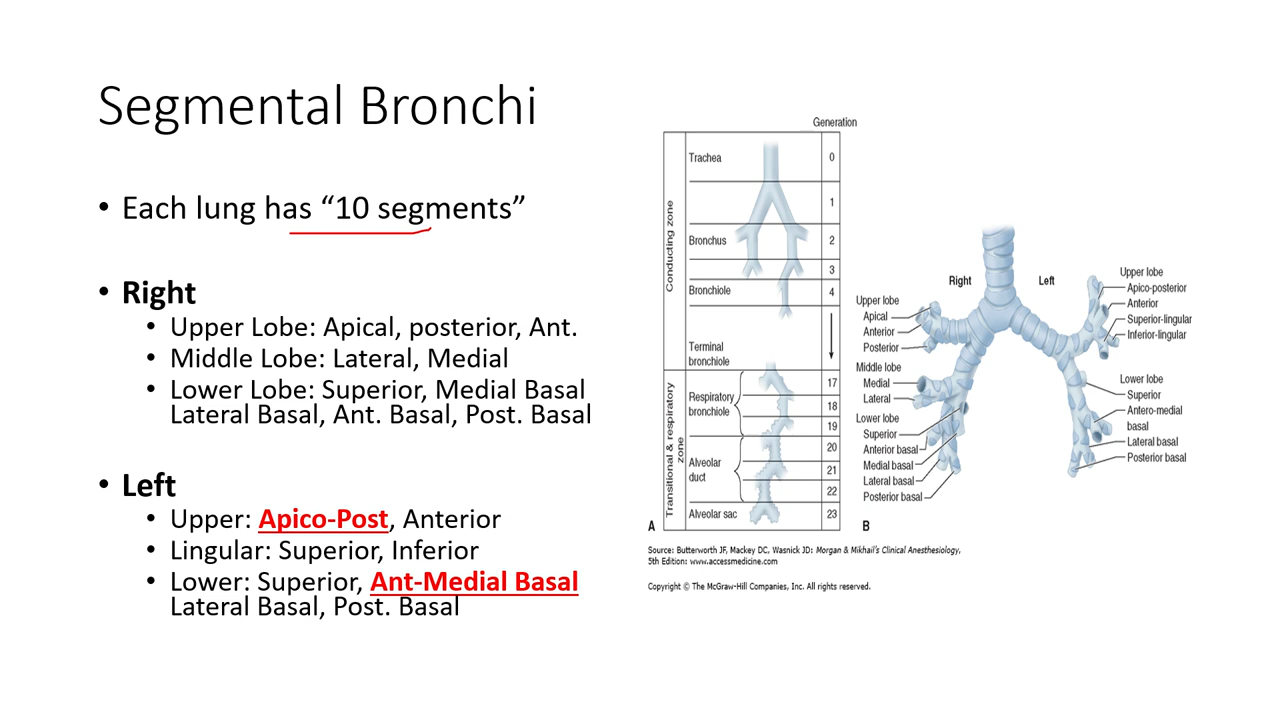 Segmental Bronchi
• Each lung has “10 segments”
• Right
• Upper Lobe: Apical, posterior, Ant.
• Middle Lobe: Lateral, Medial
• Lower Lobe: Superior, Medial Basal
Lateral Basal, Ant. Basal, Post. Basal
• Left
• Upper: Apico-Post, Anterior
• Lingular: Superior, Inferior
• Lower: Superior, Ant-Medial Basal
Lateral Basal, Post. Basal
Generation
Conducting zone
Trachea
0
1
Bronchus
2
3
Bronchiole
4
Terminal
bronchiole
Transitional & respiratory
zone
17
Respiratory
bronchiole
18
19
20
Alveolar
duct
21
22
Alveolar sac
23
A
Right
Left
Upper lobe
Apical
Anterior
Posterior
Middle lobe
Medial
Lateral
Lower lobe
Superior
Anterior basal
Medial basal
Lateral basal
Posterior basal
Upper lobe
Apico-posterior
Anterior
Superior-lingular
Inferior-lingular
Lower lobe
Superior
Antero-medial
basal
Lateral basal
Posterior basal
B
Source: Butterworth JF, Mackey DC, Wasnick JD: Morgan & Mikhail's Clinical Anesthesiology,
5th Edition: www.accessmedicine.com
Copyright © The McGraw-Hill Companies, Inc. All rights reserved.